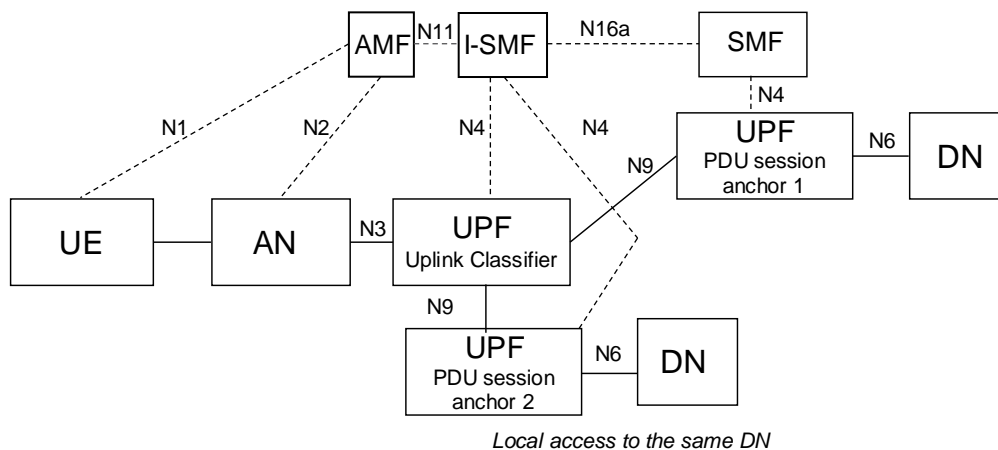 N11
N16a
AMF
I-SMF
SMF
N1
N2
N4
N4
N4
UPF
PDU session
anchor 1
N6
DN
N9
UE
AN
N3
UPF
Uplink Classifier
N9
UPF
PDU session
anchor 2
N6
DN
Local access to the same DN